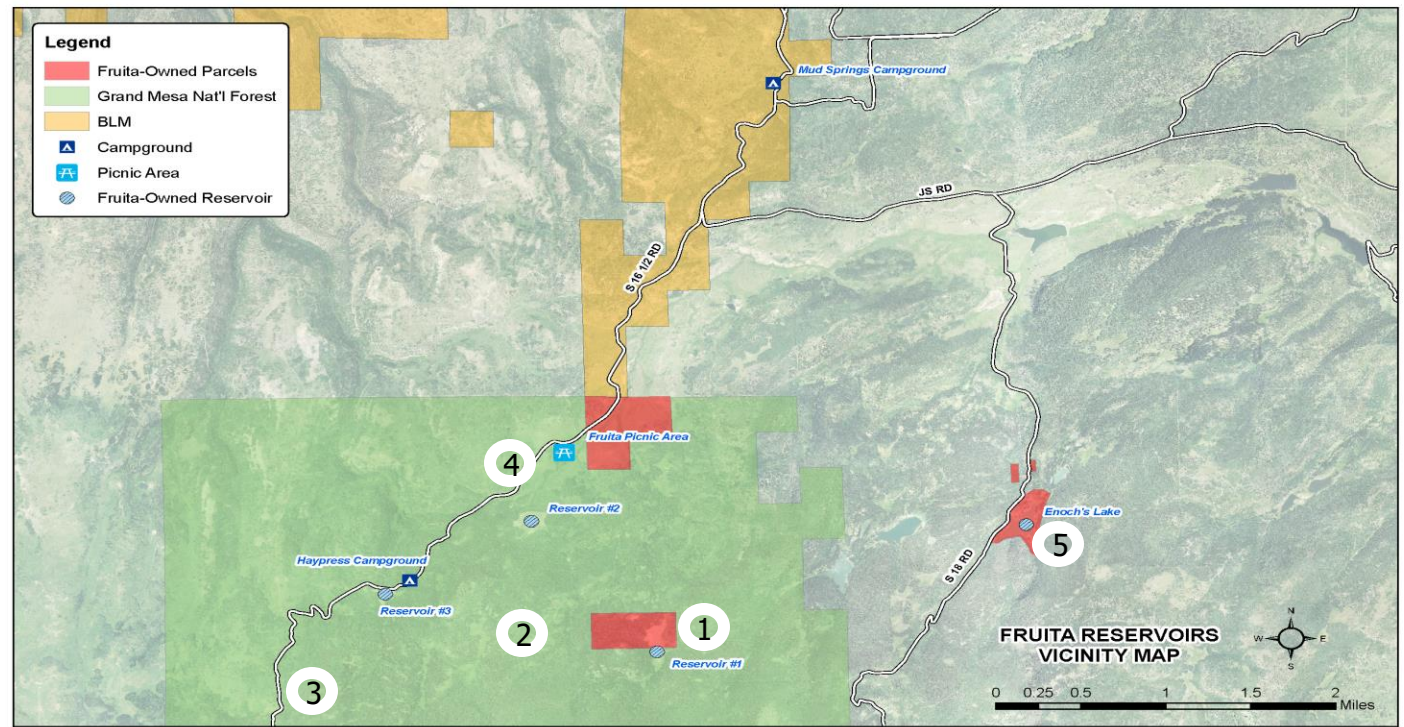 Legend
Fruita-Owned Parcels
Grand Mesa Nat'l Forest
BLM
Campground
Picnic Area
Fruita-Owned Reservoir
Mud Springs Campground
JS RD
S 16 1/2 RD
Fruita Picnic Area
4
Reservoir #2
Enoch's Lake
5
Haypress Campground
S 18 RD
Reservoir #3
2
1
Reservoir #1
3
FRUITA RESERVOIRS
VICINITY MAP
N
W E
S
0 0.25 0.5 1 1.5 2
Miles